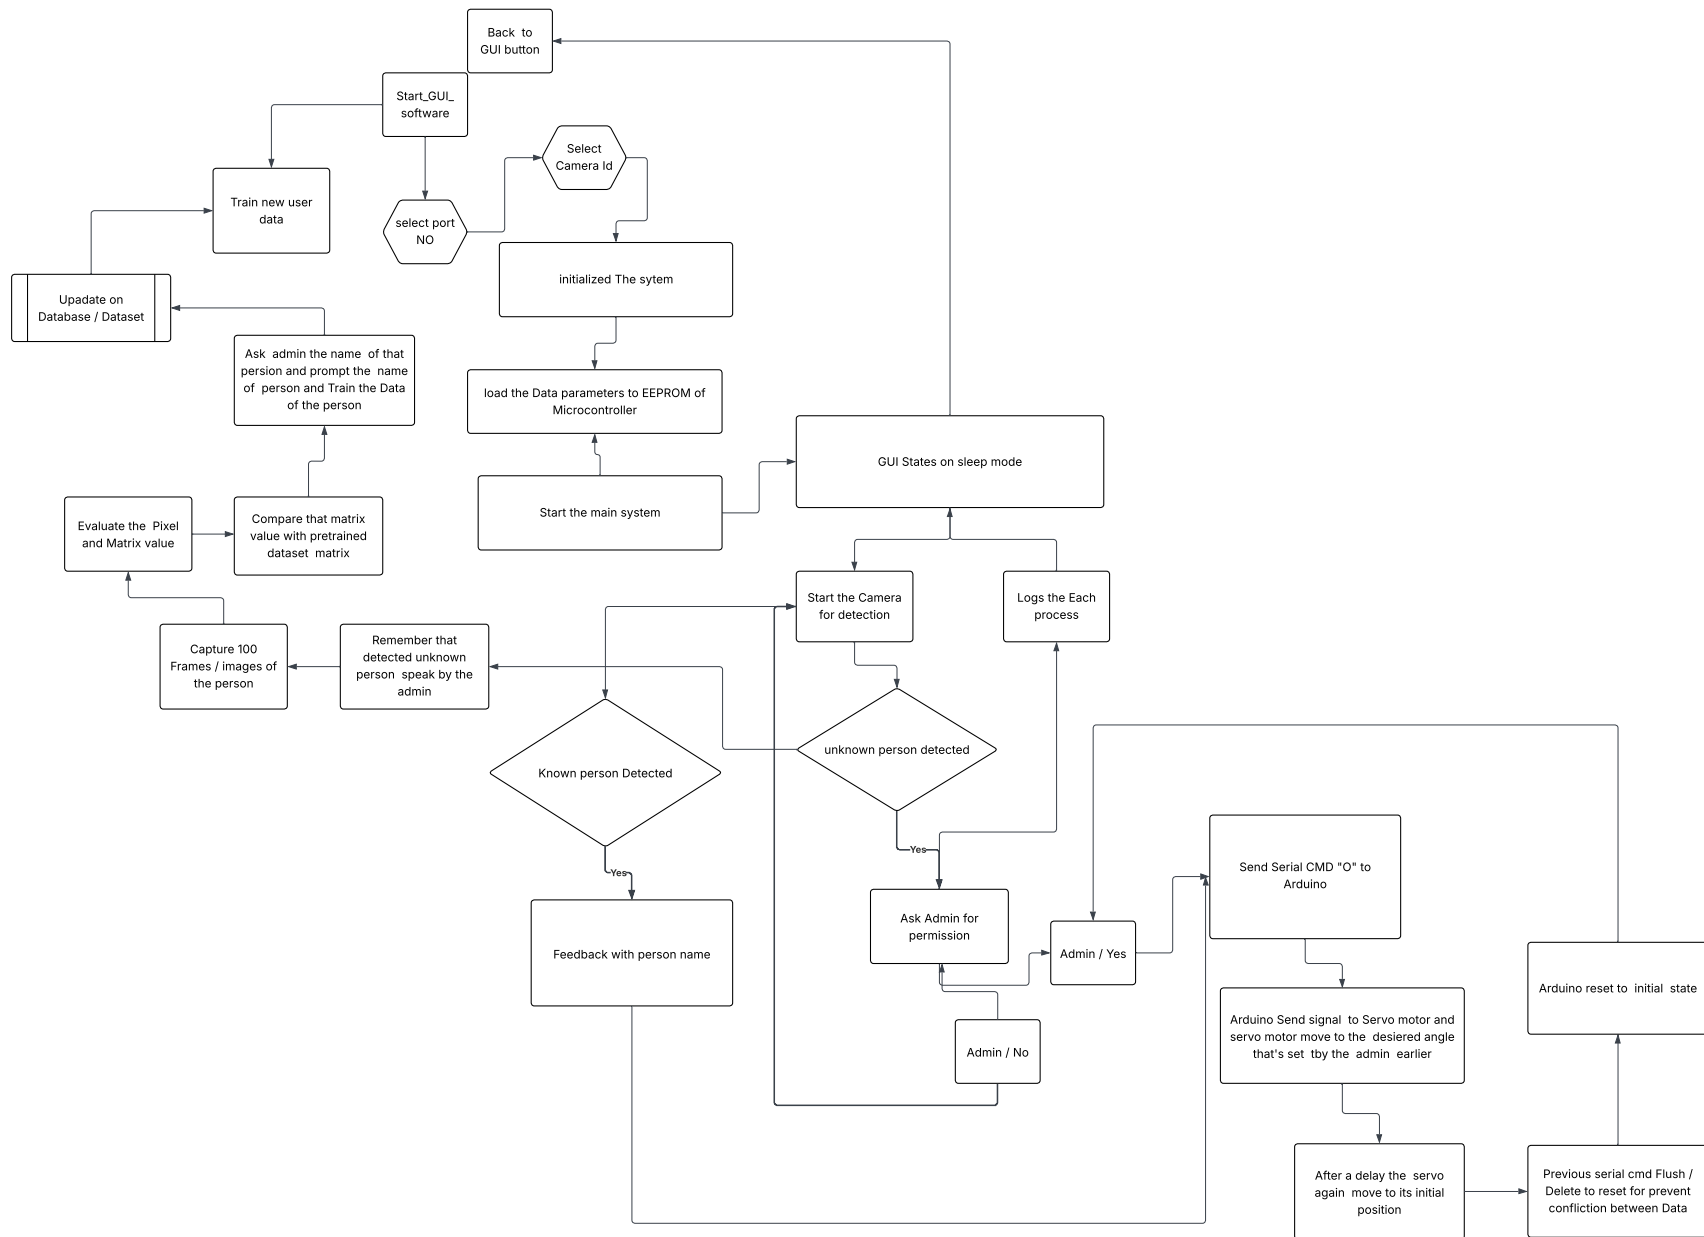 Back to
GUI button
Start_GUI_
software
Select
Camera Id
Train new user
data
select port
NO
initialized The sytem
Upadate on
Database / Dataset
Ask admin the name of that
persion and prompt the name
of person and Train the Data
of the person
load the Data parameters to EEPROM of
Microcontroller
GUI States on sleep mode
Start the main system
Evaluate the Pixel
and Matrix value
Compare that matrix
value with pretrained
dataset matrix
Start the Camera
for detection
Logs the Each
process
Capture 100
Frames / images of
the person
Remember that
detected unknown
person speak by the
admin
unknown person detected
Known person Detected
Yes
Yes
Send Serial CMD "O" to
Arduino
Ask Admin for
permission
Admin / Yes
Feedback with person name
Arduino reset to initial state
Admin / No
Arduino Send signal to Servo motor and
servo motor move to the desiered angle
that's set tby the admin earlier
After a delay the servo
again move to its initial
position
Previous serial cmd Flush /
Delete to reset for prevent
confliction between Data